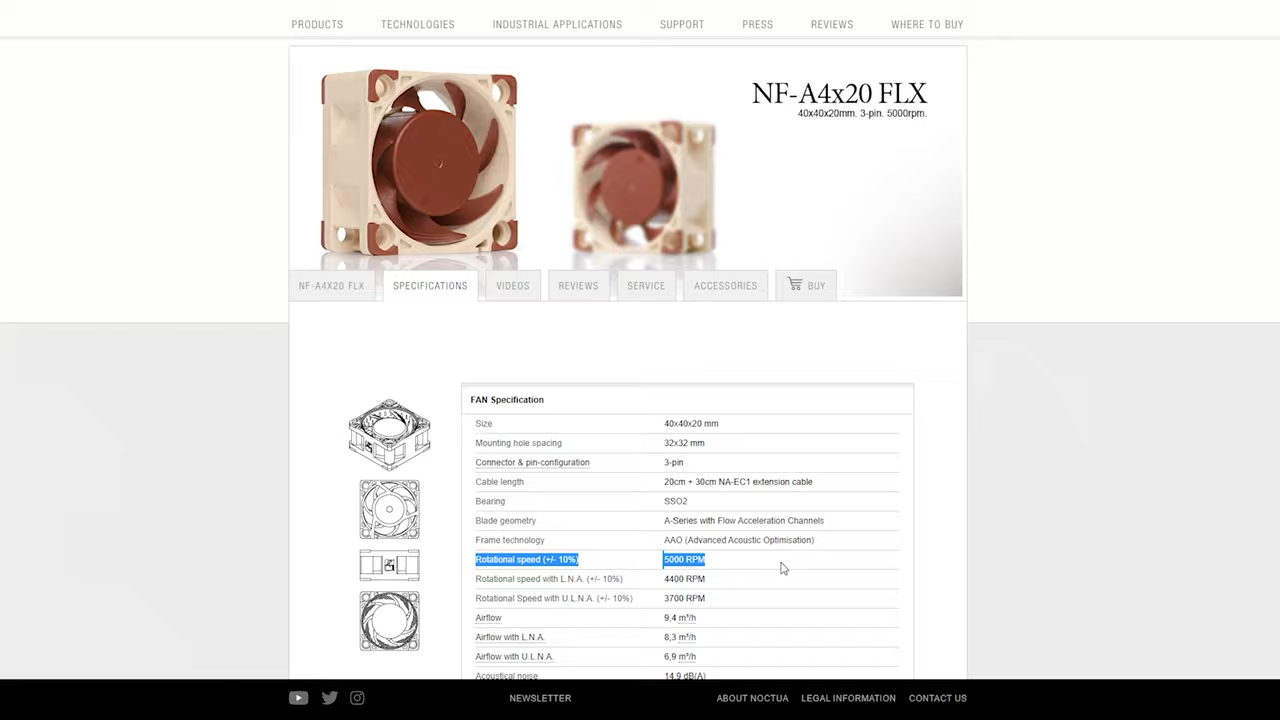 PRODUCTS TECHNOLOGIES INDUSTRIAL APPLICATIONS SUPPORT PRESS REVIEWS WHERE TO BUY
NF-A4x20 FLX
40x40x20mm. 3-pin. 5000rpm.
NF-A4X20 FLX SPECIFICATIONS VIDEOS REVIEWS SERVICE ACCESSORIES BUY
FAN Specification
Size 40x40x20 mm
Mounting hole spacing 32x32 mm
Connector & pin-configuration 3-pin
Cable length 20cm + 30cm NA-EC1 extension cable
Bearing SSO2
Blade geometry A-Series with Flow Acceleration Channels
Frame technology AAO (Advanced Acoustic Optimisation)
Rotational speed (+/- 10%) 5000 RPM
Rotational speed with L.N.A. (+/- 10%) 4400 RPM
Rotational Speed with U.L.N.A. (+/- 10%) 3700 RPM
Airflow 9,4 m³/h
Airflow with L.N.A. 8,3 m³/h
Airflow with U.L.N.A. 6,9 m³/h
Acoustical noise 14,9 dB(A)
NEWSLETTER ABOUT NOCTUA LEGAL INFORMATION CONTACT US